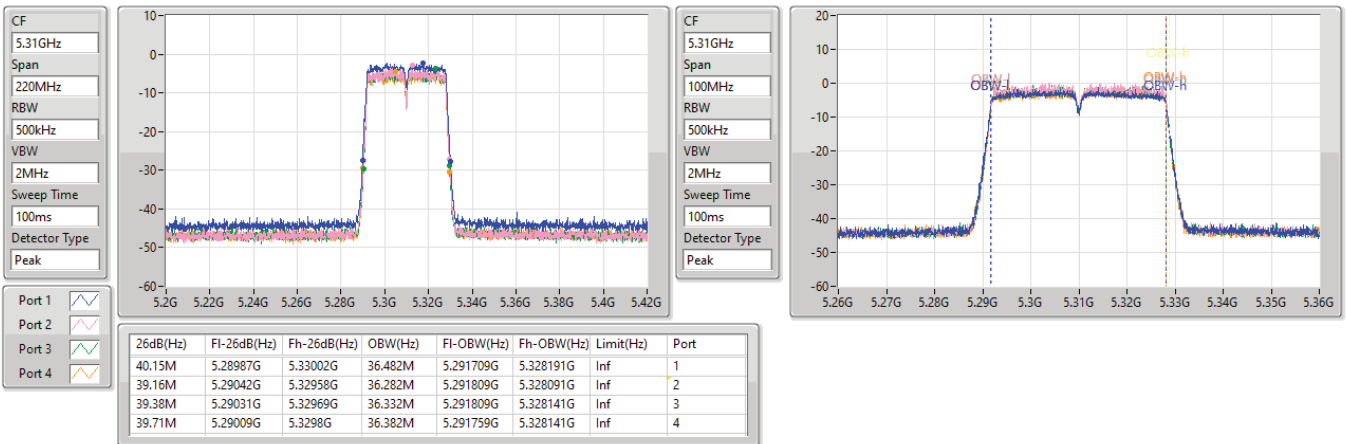 CF
5.31GHz
Span
220MHz
RBW
500kHz
VBW
2MHz
Sweep Time
100ms
Detector Type
Peak
10
0
-10
-20
-30
-40
-50
-60
5.2G 5.22G 5.24G 5.26G 5.28G 5.3G 5.32G 5.34G 5.36G 5.38G 5.4G 5.42G
CF
5.31GHz
Span
100MHz
RBW
500kHz
VBW
2MHz
Sweep Time
100ms
Detector Type
Peak
20
10
0
-10
-20
-30
-40
-50
-60
OBW-h
OBW-l OBW-h
OBW-l OBW-h
5.26G 5.27G 5.28G 5.29G 5.3G 5.31G 5.32G 5.33G 5.34G 5.35G 5.36G
Port 1
Port 2
Port 3
Port 4
26dB(Hz) Fl-26dB(Hz) Fh-26dB(Hz) OBW(Hz) Fl-OBW(Hz) Fh-OBW(Hz) Limit(Hz) Port
40.15M 5.28987G 5.33002G 36.482M 5.291709G 5.328191G Inf 1
39.16M 5.29042G 5.32958G 36.282M 5.291809G 5.328091G Inf 2
39.38M 5.29031G 5.32969G 36.332M 5.291809G 5.328141G Inf 3
39.71M 5.29009G 5.3298G 36.382M 5.291759G 5.328141G Inf 4